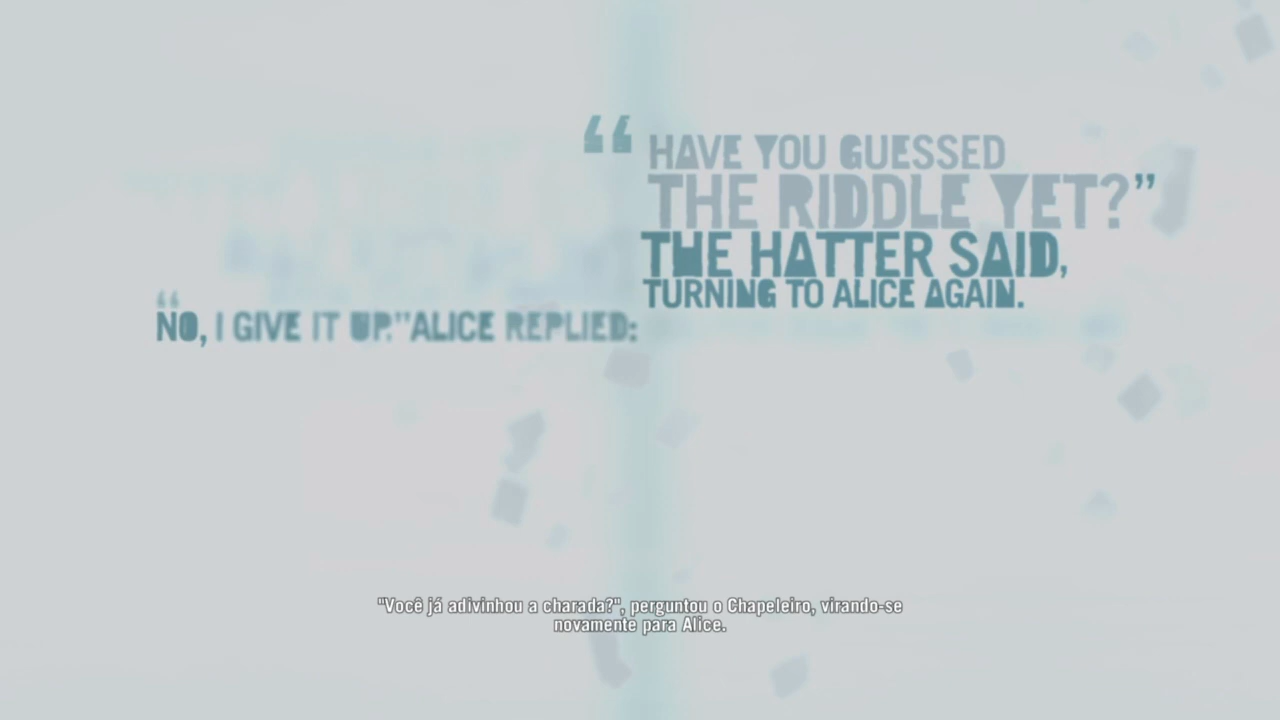 “HAVE YOU GUESSED
THE RIDDLE YET?”
THE HATTER SAID,
TURNING TO ALICE AGAIN.
“NO, I GIVE IT UP.”ALICE REPLIED:
"Você já adivinhou a charada?", perguntou o Chapeleiro, virando-se
novamente para Alice.